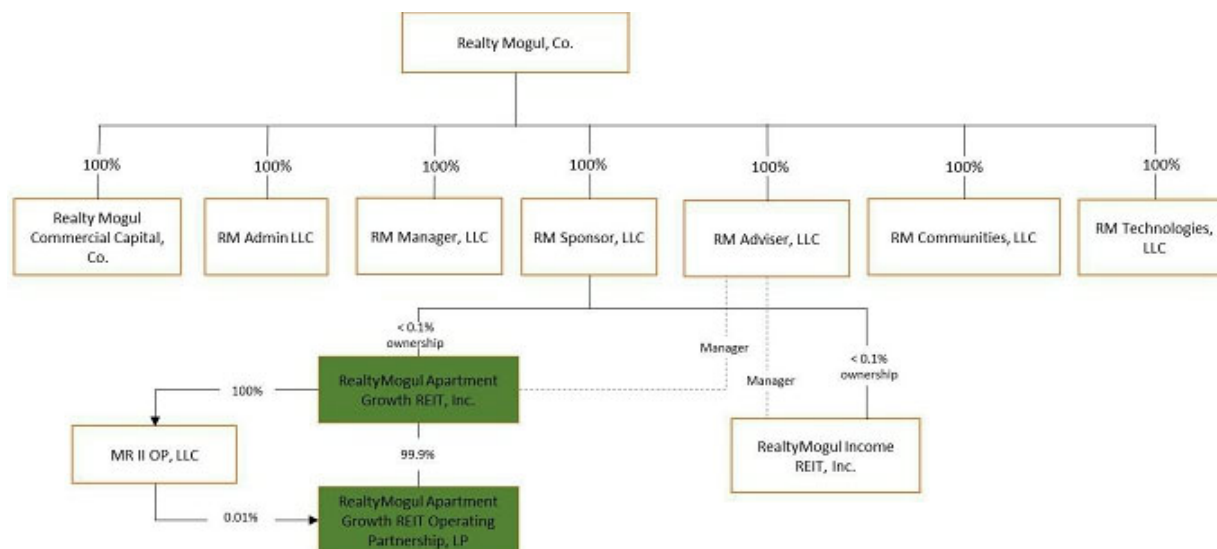 Realty Mogul, Co.
100%
100%
100%
100%
100%
100%
100%
Realty Mogul
Commercial Capital,
Co.
RM Admin LLC
RM Manager, LLC
RM Sponsor, LLC
RM Adviser, LLC
RM Communities, LLC
RM Technologies,
LLC
< 0.1%
ownership
Manager
Manager
< 0.1%
ownership
RealtyMogul Apartment
Growth REIT, Inc.
100%
MR II OP, LLC
99.9%
RealtyMogul Income
REIT, Inc.
0.01%
RealtyMogul Apartment
Growth REIT Operating
Partnership, LP